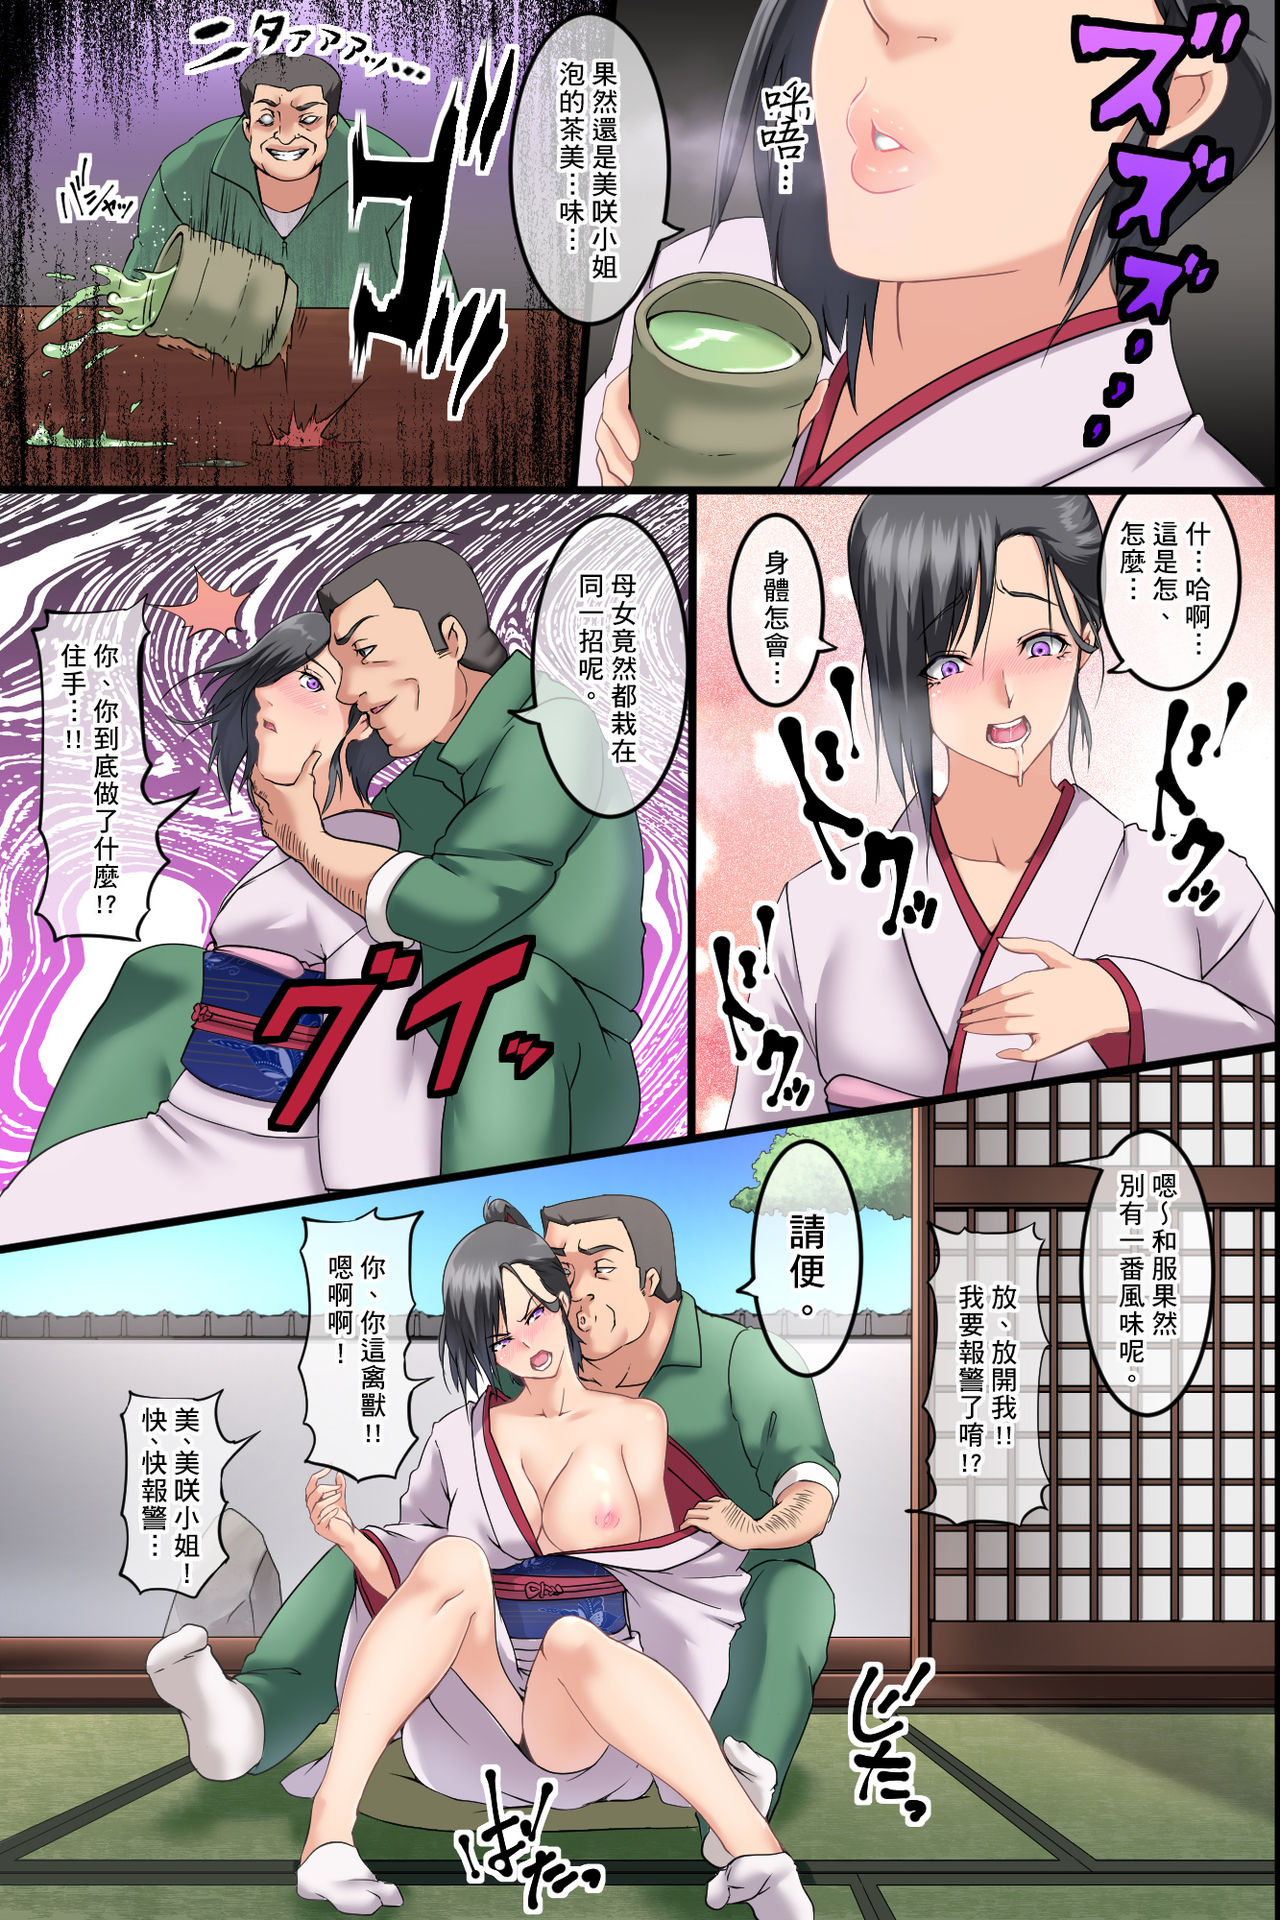 ズズズ・・・
呸唔…
果然還是美咲小姐
泡的茶美…味…
ニタァァァッ…
ゴッ
バシャッ
什…哈啊…
這是怎、
怎麼…
身體怎會…
ドクッ
ドクッ
ドクッ
母女竟然都栽在
同一招呢。
你、你到底做了什麼!?
住手…!!
グイッ
嗯～和服果然
別有一番風味呢。
放、放開我!!
我要報警了唷!?
請便。
你、你這禽獸!!
嗯啊啊！
美、美咲小姐！
快、快報警…
じたっ
ばたっ